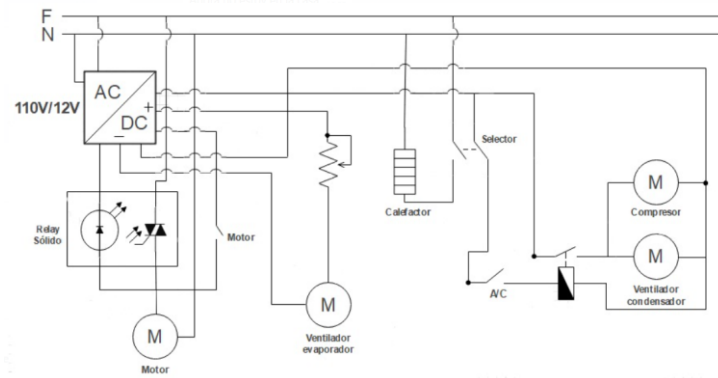 F
N
110V/12V
AC
DC
+
−
Relay
Sólido
Motor
M
Motor
M
Ventilador
evaporador
Calefactor
Selector
A/C
M
Compresor
M
Ventilador
condensador